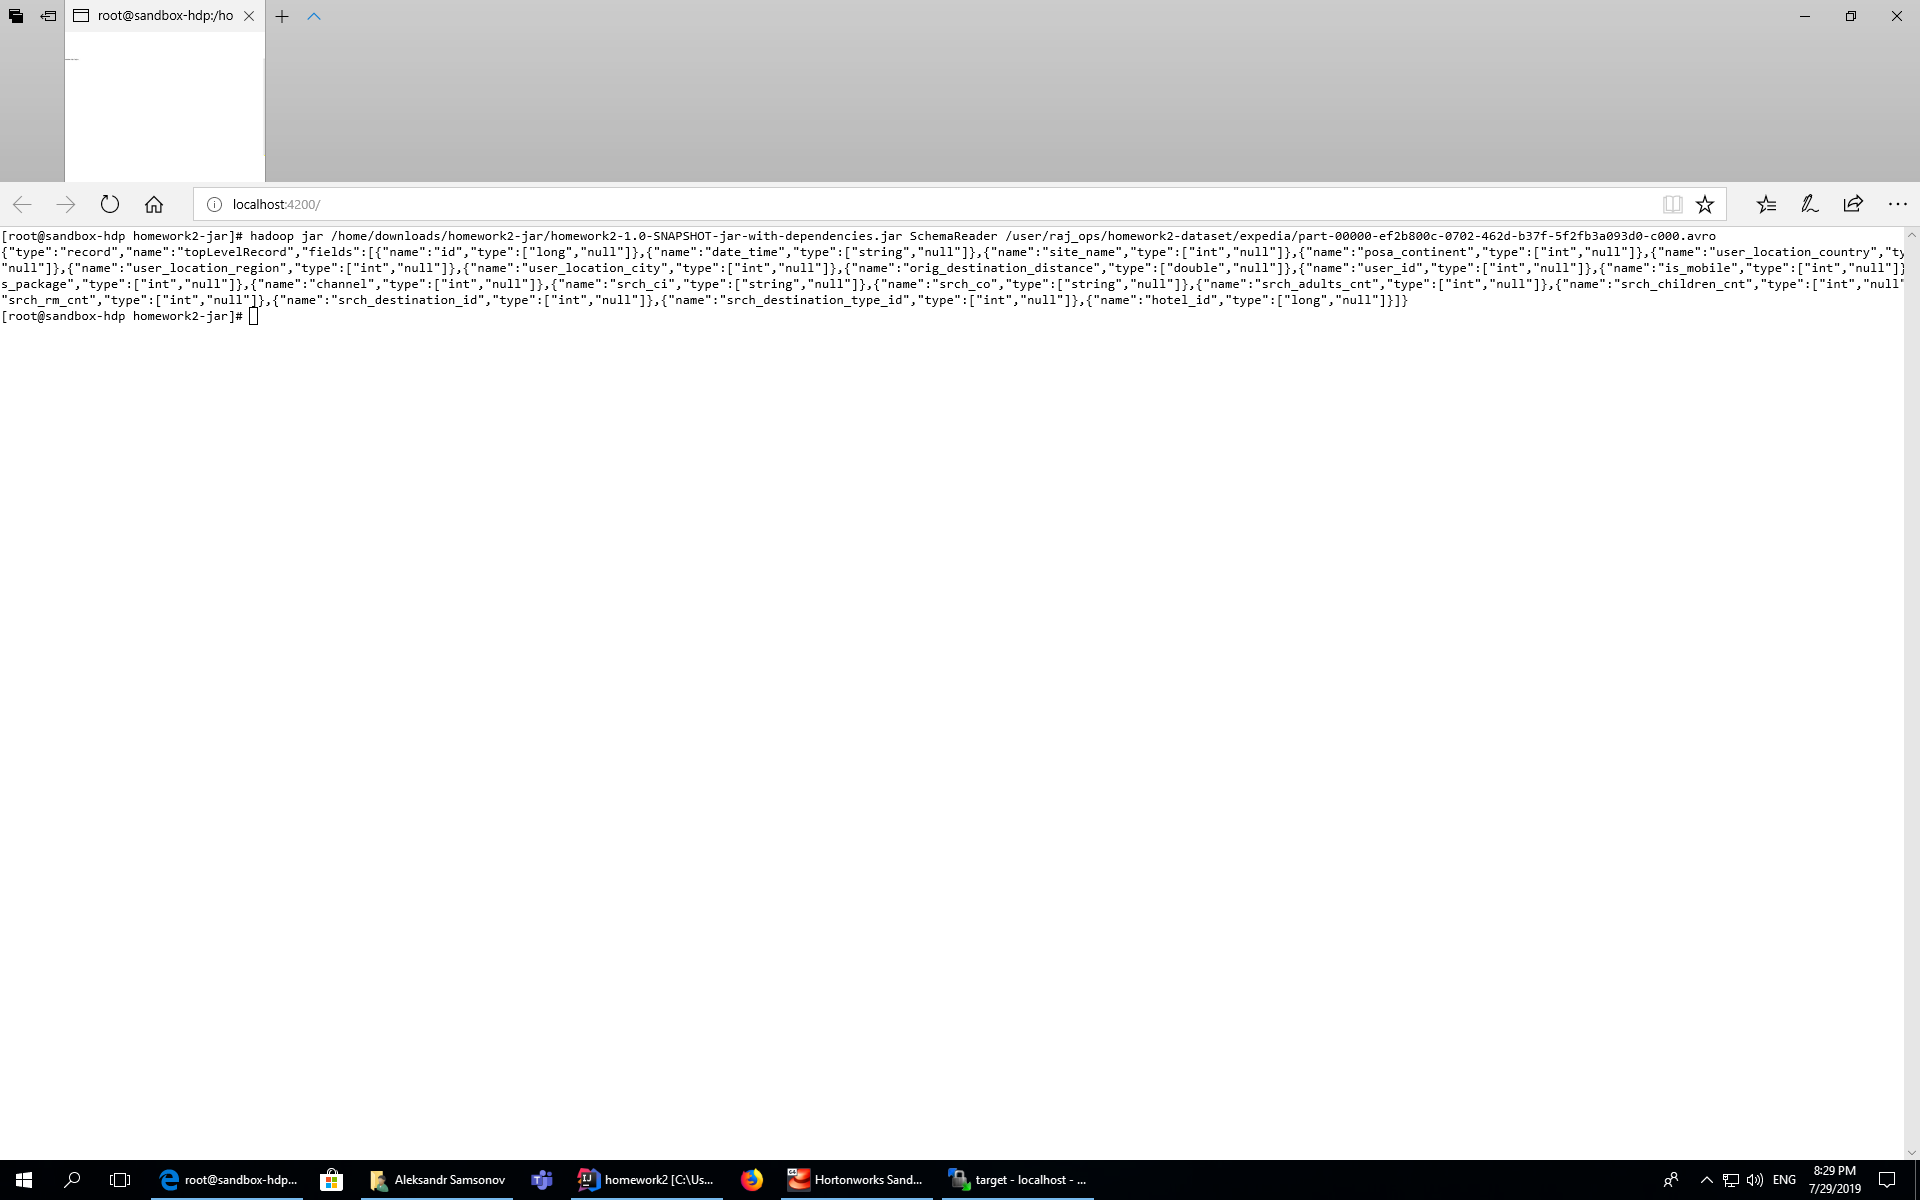 root@sandbox-hdp:/ho
localhost:4200/
[root@sandbox-hdp homework2-jar]# hadoop jar /home/downloads/homework2-jar/homework2-1.0-SNAPSHOT-jar-with-dependencies.jar SchemaReader /user/raj_ops/homework2-dataset/expedia/part-00000-ef2b800c-0702-462d-b37f-5f2fb3a093d0-c000.avro
{"type":"record","name":"topLevelRecord","fields":[{"name":"id","type":["long","null"]},{"name":"date_time","type":["string","null"]},{"name":"site_name","type":["int","null"]},{"name":"posa_continent","type":["int","null"]},{"name":"user_location_country","ty
"null"]},{"name":"user_location_region","type":["int","null"]},{"name":"user_location_city","type":["int","null"]},{"name":"orig_destination_distance","type":["double","null"]},{"name":"user_id","type":["int","null"]},{"name":"is_mobile","type":["int","null"]}
s_package","type":["int","null"]},{"name":"channel","type":["int","null"]},{"name":"srch_ci","type":["string","null"]},{"name":"srch_co","type":["string","null"]},{"name":"srch_adults_cnt","type":["int","null"]},{"name":"srch_children_cnt","type":["int","null"
"srch_rm_cnt","type":["int","null"]},{"name":"srch_destination_id","type":["int","null"]},{"name":"srch_destination_type_id","type":["int","null"]},{"name":"hotel_id","type":["long","null"]}]}
[root@sandbox-hdp homework2-jar]#
root@sandbox-hdp...
Aleksandr Samsonov
homework2 [C:\Us...
Hortonworks Sand...
target - localhost - ...
ENG
8:29 PM
7/29/2019